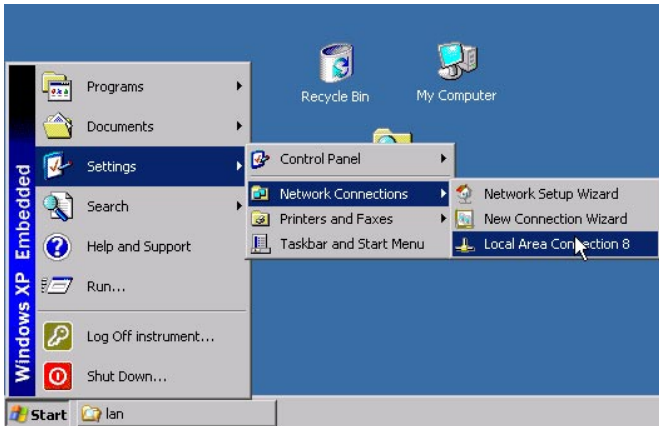 Recycle Bin
My Computer
Windows XP Embedded
Programs
Documents
Settings
Search
Help and Support
Run...
Log Off instrument...
Shut Down...
Control Panel
Network Connections
Printers and Faxes
Taskbar and Start Menu
Network Setup Wizard
New Connection Wizard
Local Area Connection 8
Start
lan